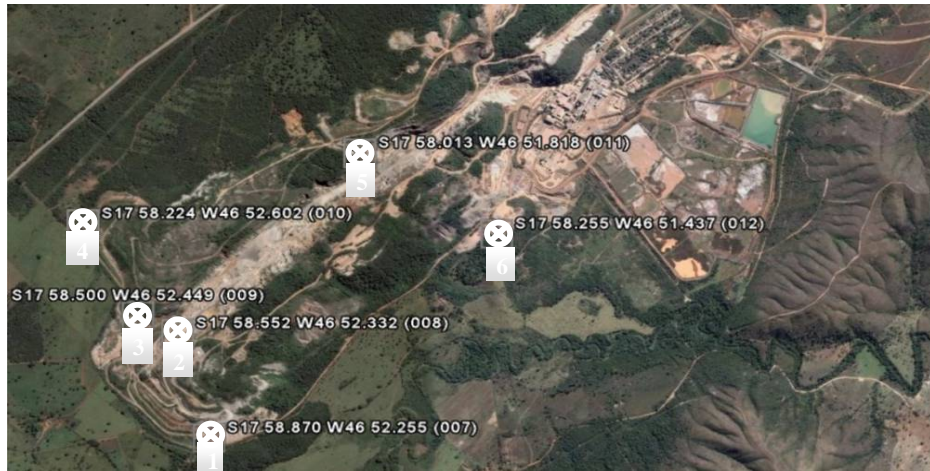 S17 58.013 W46 51.818 (011)
5
S17 58.224 W46 52.602 (010)
4
S17 58.255 W46 51.437 (012)
6
S17 58.500 W46 52.449 (009)
3
S17 58.552 W46 52.332 (008)
2
S17 58.870 W46 52.255 (007)
1